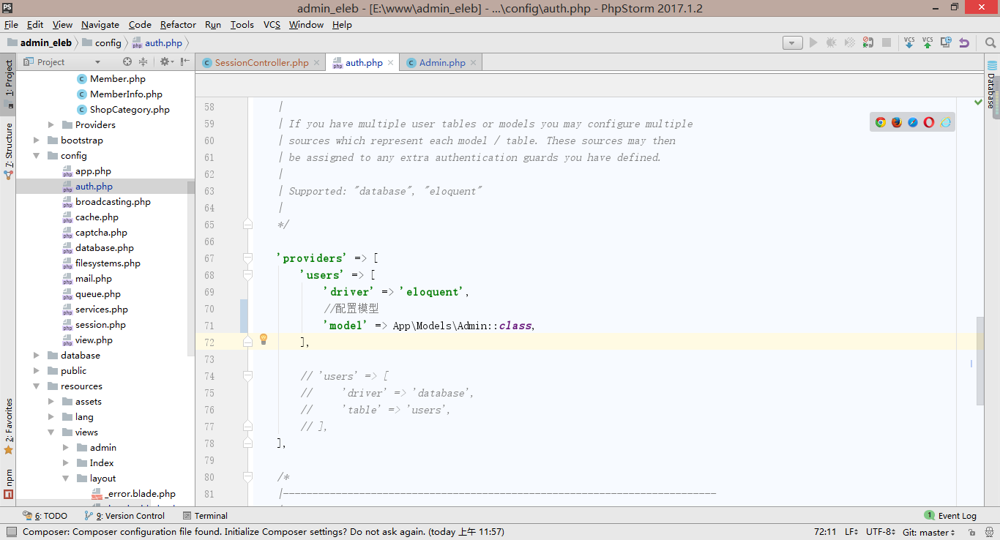 PS
admin_eleb - [E:\www\admin_eleb] - ...\config\auth.php - PhpStorm 2017.1.2
File Edit View Navigate Code Refactor Run Tools VCS Window Help
admin_eleb config auth.php
VCS VCS
Project
SessionController.php auth.php Admin.php
1: Project
7: Structure
2: Favorites
npm
Database
Member.php
MemberInfo.php
ShopCategory.php
Providers
bootstrap
config
app.php
auth.php
broadcasting.php
cache.php
captcha.php
database.php
filesystems.php
mail.php
queue.php
services.php
session.php
view.php
database
public
resources
assets
lang
views
admin
Index
layout
_error.blade.php
58 |
59 | If you have multiple user tables or models you may configure multiple
60 | sources which represent each model / table. These sources may then
61 | be assigned to any extra authentication guards you have defined.
62 |
63 | Supported: "database", "eloquent"
64 |
65 */
66
67 'providers' => [
68 'users' => [
69 'driver' => 'eloquent',
70 //配置模型
71 'model' => App\Models\Admin::class,
72 ],
73
74 // 'users' => [
75 // 'driver' => 'database',
76 // 'table' => 'users',
77 // ],
78 ],
79
80 /*
81 |--------------------------------------------------------------------------
6: TODO 9: Version Control Terminal 1 Event Log
Composer: Composer configuration file found. Initialize Composer settings? Do not ask again. (today 上午 11:57) 72:11 LF UTF-8 Git: master